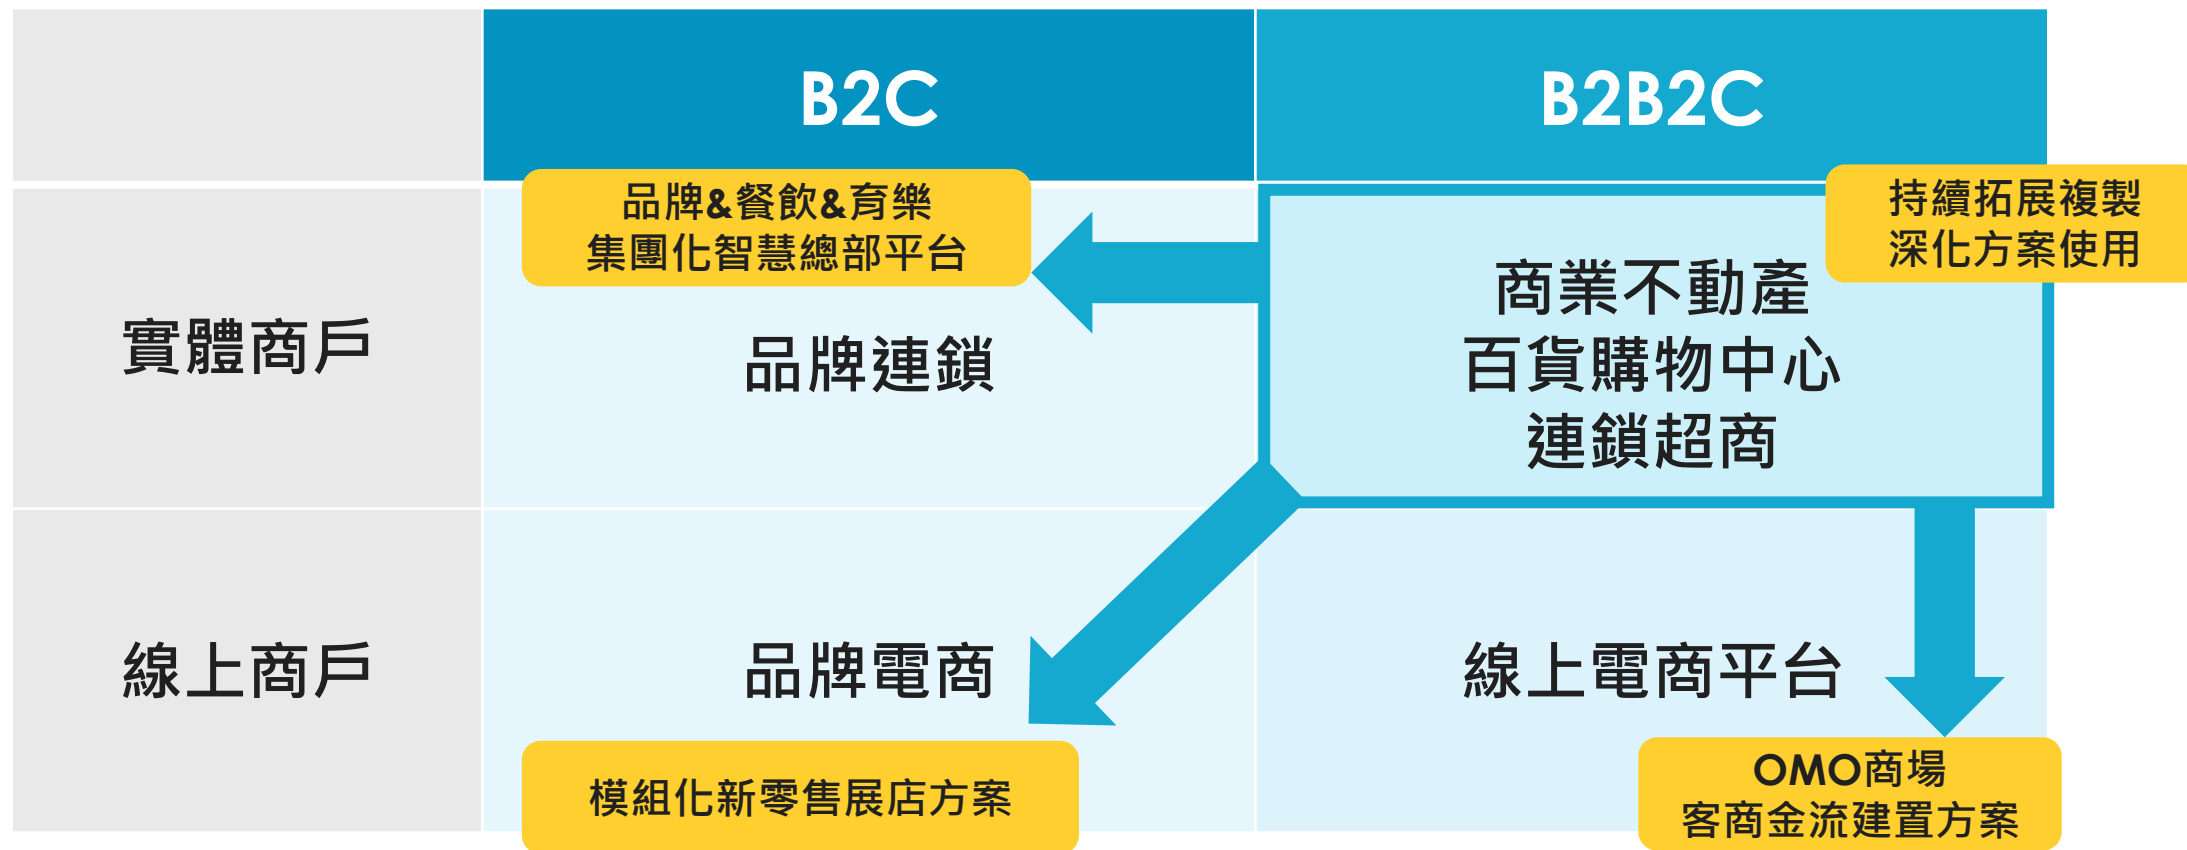 B2C
B2B2C
品牌&餐飲&育樂
集團化智慧總部平台
持續拓展複製
深化方案使用
實體商戶
品牌連鎖
商業不動產
百貨購物中心
連鎖超商
線上商戶
品牌電商
線上電商平台
模組化新零售展店方案
OMO商場
客商金流建置方案